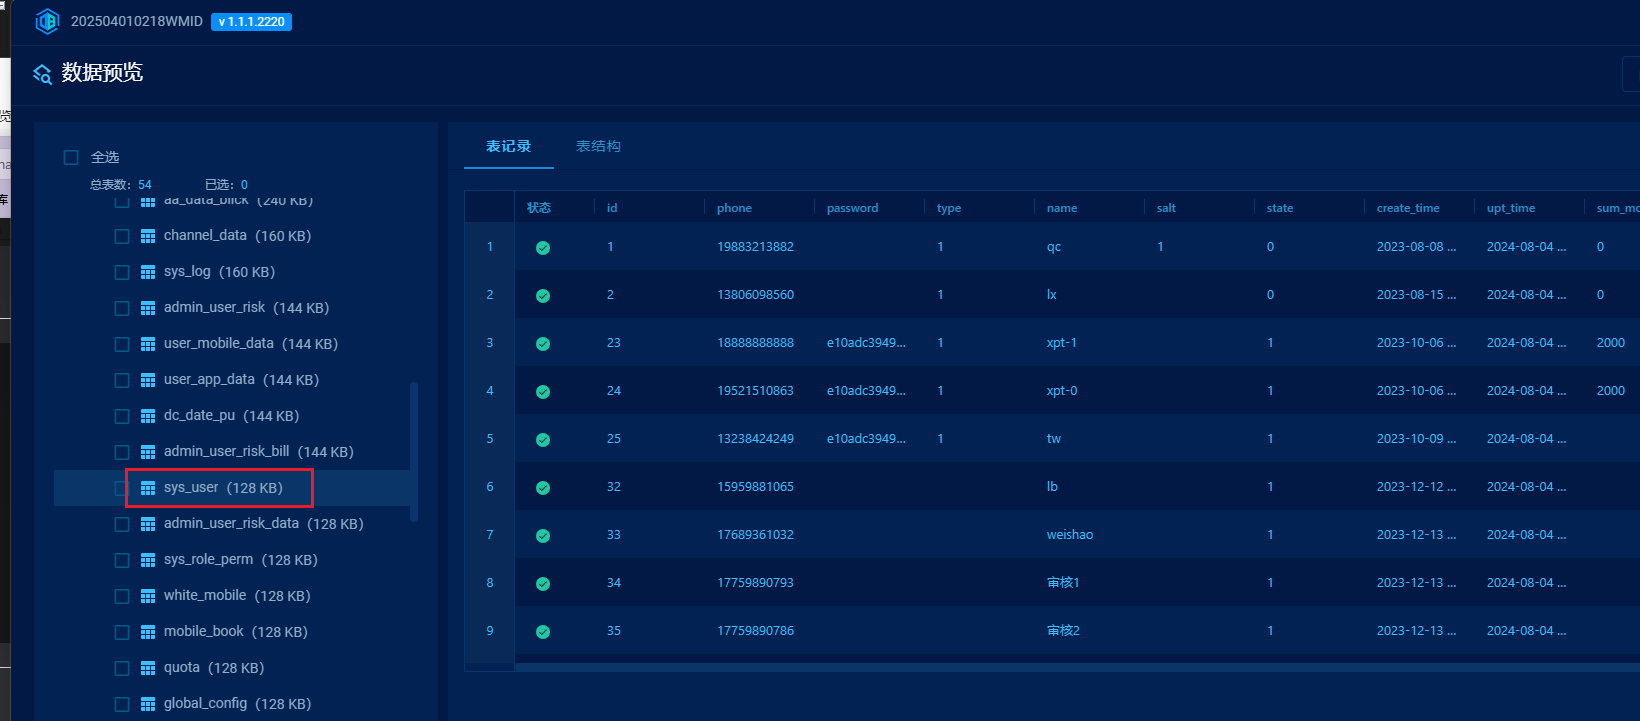 202504010218WMID v 1.1.1.2220
数据预览
全选
总表数: 54 已选: 0
aa_data_blick (240 KB)
channel_data (160 KB)
sys_log (160 KB)
admin_user_risk (144 KB)
user_mobile_data (144 KB)
user_app_data (144 KB)
dc_date_pu (144 KB)
admin_user_risk_bill (144 KB)
sys_user (128 KB)
admin_user_risk_data (128 KB)
sys_role_perm (128 KB)
white_mobile (128 KB)
mobile_book (128 KB)
quota (128 KB)
global_config (128 KB)
表记录 表结构
状态 id phone password type name salt state create_time upt_time sum_mo
1 1 19883213882 1 qc 1 0 2023-08-08 ... 2024-08-04 ... 0
2 2 13806098560 1 lx 0 2023-08-15 ... 2024-08-04 ... 0
3 23 18888888888 e10adc3949... 1 xpt-1 1 2023-10-06 ... 2024-08-04 ... 2000
4 24 19521510863 e10adc3949... 1 xpt-0 1 2023-10-06 ... 2024-08-04 ... 2000
5 25 13238424249 e10adc3949... 1 tw 1 2023-10-09 ... 2024-08-04 ...
6 32 15959881065 lb 1 2023-12-12 ... 2024-08-04 ...
7 33 17689361032 weishao 1 2023-12-13 ... 2024-08-04 ...
8 34 17759890793 审核1 1 2023-12-13 ... 2024-08-04 ...
9 35 17759890786 审核2 1 2023-12-13 ... 2024-08-04 ...